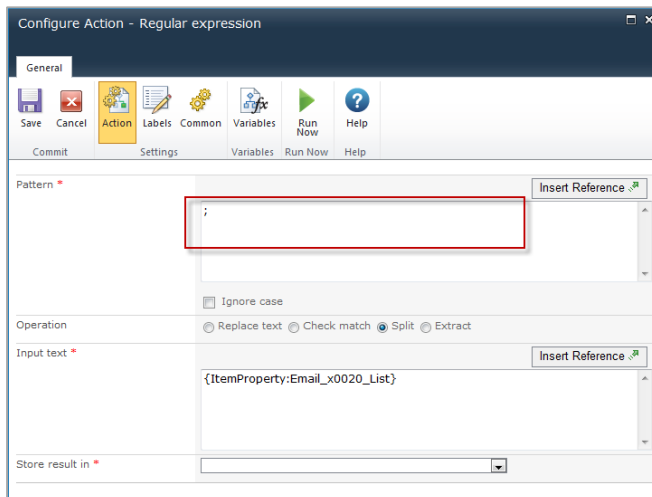 Configure Action - Regular expression
General
Save Cancel Action Labels Common Variables Run Now Help
Commit Settings Variables Run Now Help
Pattern *
Insert Reference
;
Ignore case
Operation
Replace text Check match Split Extract
Input text *
Insert Reference
{ItemProperty:Email_x0020_List}
Store result in *